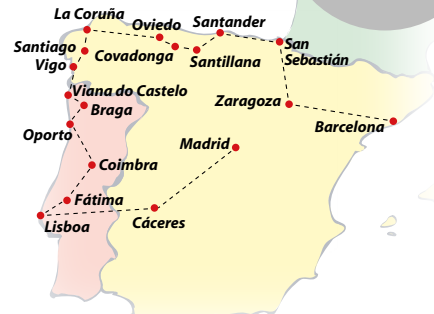 La Coruña
Oviedo
Santander
Santiago
Covadonga
Santillana
San
Sebastián
Vigo
Viana do Castelo
Braga
Zaragoza
Oporto
Barcelona
Madrid
Coimbra
Fátima
Lisboa
Cáceres